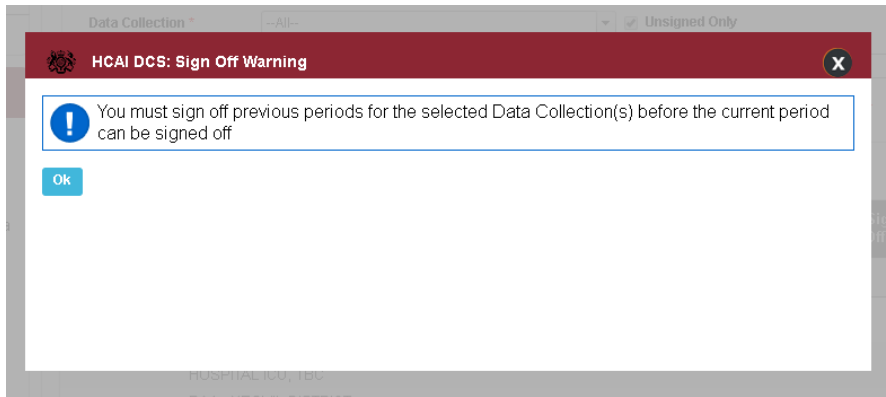 Data Collection * --All-- Unsigned Only
HCAI DCS: Sign Off Warning X
You must sign off previous periods for the selected Data Collection(s) before the current period
can be signed off
Ok
HOSPITAL ICU, TBC